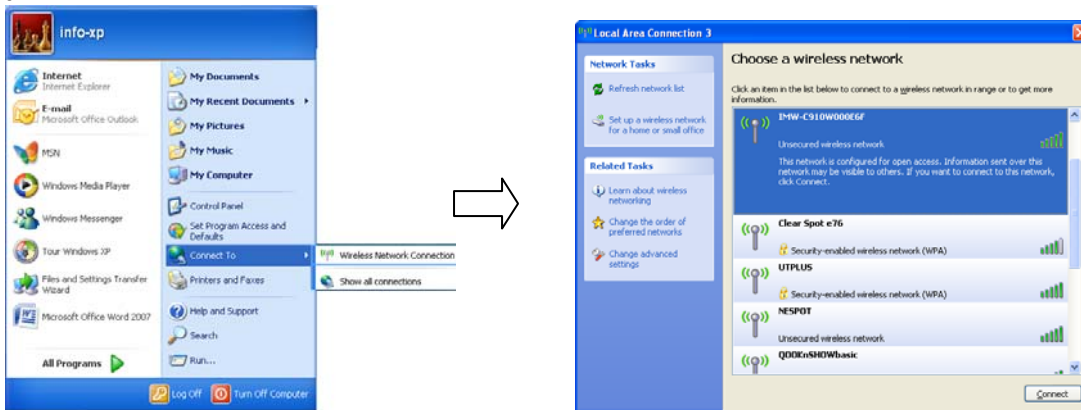 info-xp
Internet
Internet Explorer
E-mail
Microsoft Office Outlook
MSN
Windows Media Player
Windows Messenger
Tour Windows XP
Files and Settings Transfer
Wizard
Microsoft Office Word 2007
All Programs
My Documents
My Recent Documents
My Pictures
My Music
My Computer
Control Panel
Set Program Access and
Defaults
Connect To
Printers and Faxes
Help and Support
Search
Run...
Wireless Network Connection
Show all connections
Log Off
Turn Off Computer
Local Area Connection 3
Network Tasks
Refresh network list
Set up a wireless network
for a home or small office
Related Tasks
Learn about wireless
networking
Change the order of
preferred networks
Change advanced
settings
Choose a wireless network
Click an item in the list below to connect to a wireless network in range or to get more
information.
IMW-C910W000E6F
Unsecured wireless network
This network is configured for open access. Information sent over this
network may be visible to others. If you want to connect to this network,
click Connect.
Clear Spot e76
Security-enabled wireless network (WPA)
UTPLUS
Security-enabled wireless network (WPA)
NESPOT
Unsecured wireless network
QOOKnSHOWbasic
Connect